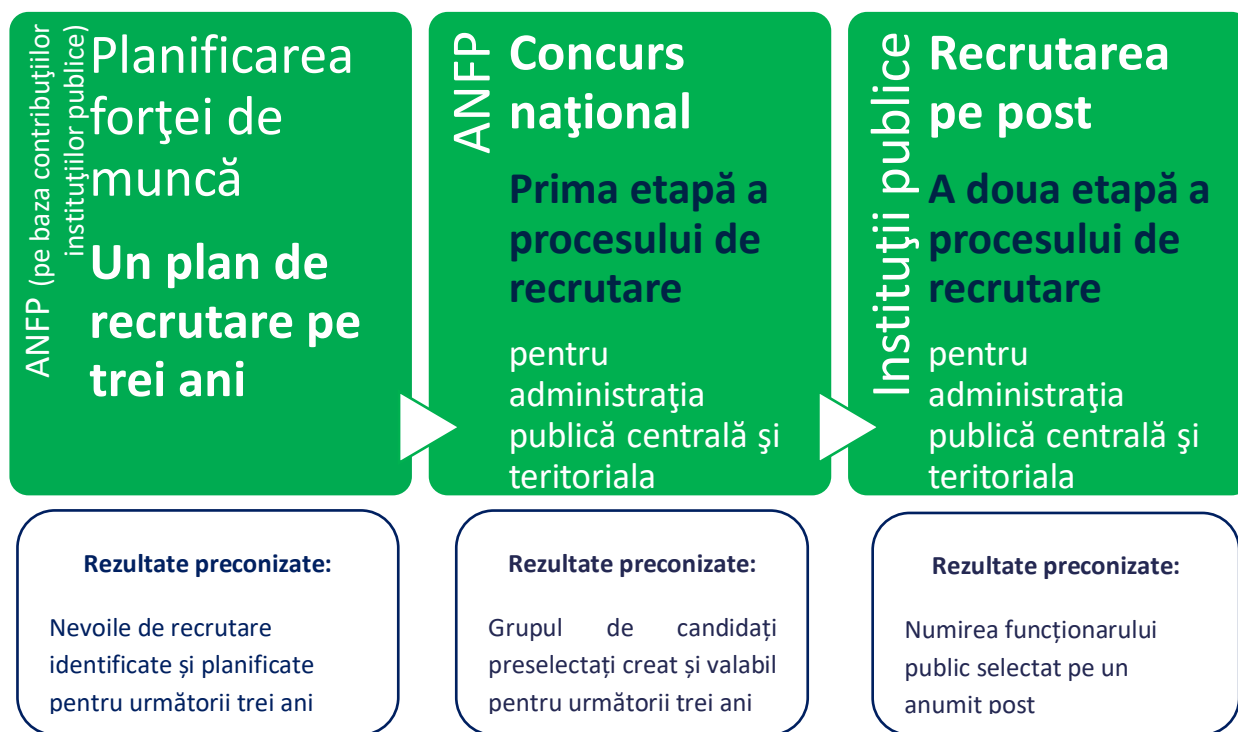 ANFP (pe baza contribuţiilor
instituţiilor publice)
Planificarea
forţei de
muncă
Un plan de
recrutare pe
trei ani
ANFP
Concurs
naţional
Prima etapă a
procesului de
recrutare
pentru
administraţia
publică centrală şi
teritoriala
Instituţii publice
Recrutarea
pe post
A doua etapă a
procesului de
recrutare
pentru
administraţia
publică centrală şi
teritoriala
Rezultate preconizate:
Nevoile de recrutare
identificate și planificate
pentru următorii trei ani
Rezultate preconizate:
Grupul de candidați
preselectați creat și valabil
pentru următorii trei ani
Rezultate preconizate:
Numirea funcționarului
public selectat pe un
anumit post